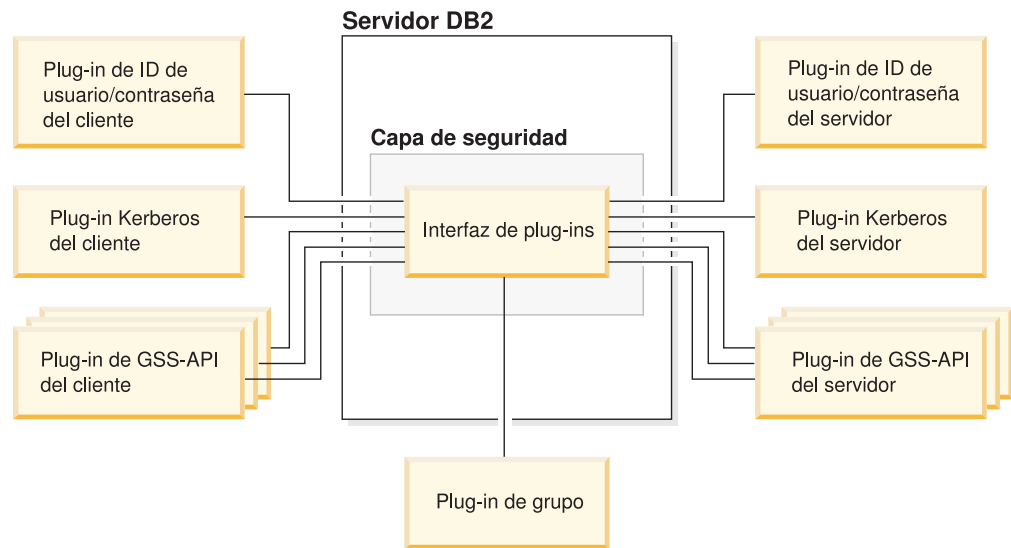 Servidor DB2
Plug-in de ID de
usuario/contraseña
del cliente
Plug-in de ID de
usuario/contraseña
del servidor
Capa de seguridad
Plug-in Kerberos
del cliente
Interfaz de plug-ins
Plug-in Kerberos
del servidor
Plug-in de GSS-API
del cliente
Plug-in de GSS-API
del servidor
Plug-in de grupo